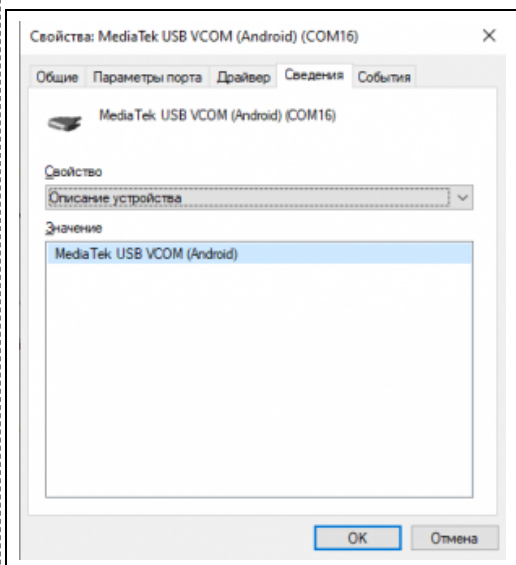 Свойства: MediaTek USB VCOM (Android) (COM16)
Общие Параметры порта Драйвер Сведения События
MediaTek USB VCOM (Android) (COM16)
Свойство
Описание устройства
Значение
MediaTek USB VCOM (Android)
OK Отмена